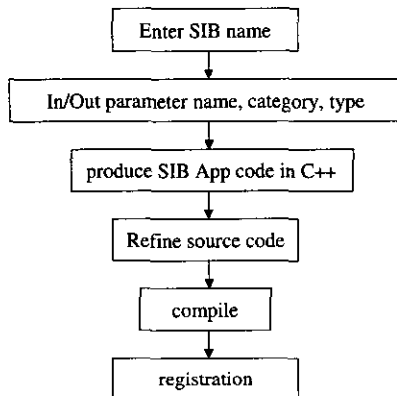 Enter SIB name
In/Out parameter name, category, type
produce SIB App code in C++
Refine source code
compile
registration